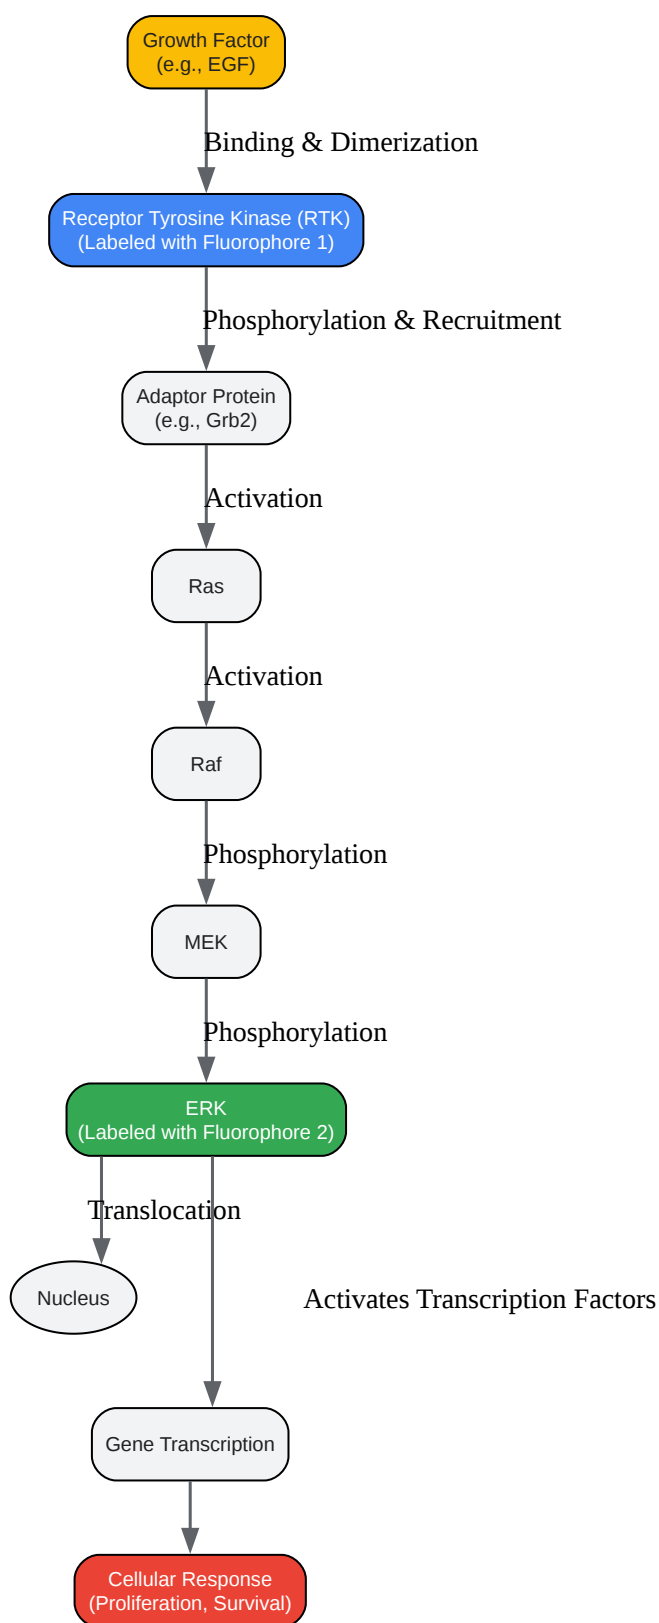 Growth Factor
(e.g., EGF)
Binding & Dimerization
Receptor Tyrosine Kinase (RTK)
(Labeled with Fluorophore 1)
Phosphorylation & Recruitment
Adaptor Protein
(e.g., Grb2)
Activation
Ras
Activation
Raf
Phosphorylation
MEK
Phosphorylation
ERK
(Labeled with Fluorophore 2)
Translocation
Nucleus
Activates Transcription Factors
Gene Transcription
Cellular Response
(Proliferation, Survival)